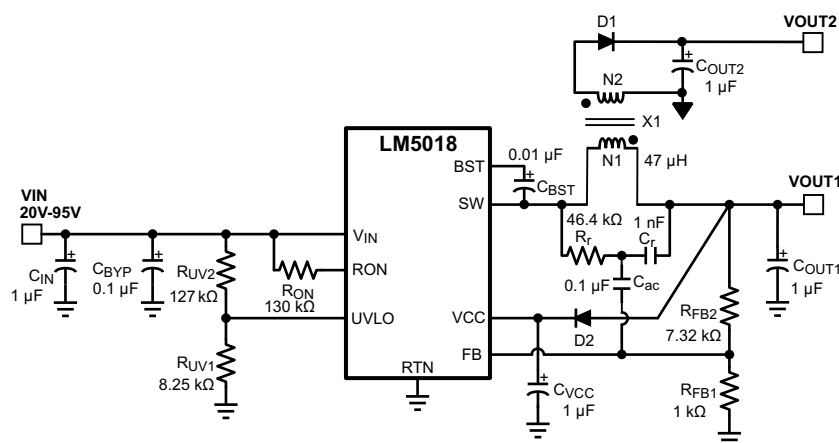 D1
VOUT2
+
COUT2
1 µF
N2
X1
LM5018
BST
0.01 µF
+
CBST
N1
47 µH
VOUT1
SW
VIN
20V-95V
46.4 kΩ
1 nF
Rr
Cr
VIN
+
CIN
1 µF
+
CBYP
0.1 µF
RUV2
127 kΩ
RON
RON
130 kΩ
0.1 µF
Cac
+
COUT1
1 µF
UVLO
VCC
D2
RFB2
7.32 kΩ
FB
RUV1
8.25 kΩ
RTN
+
CVCC
1 µF
RFB1
1 kΩ